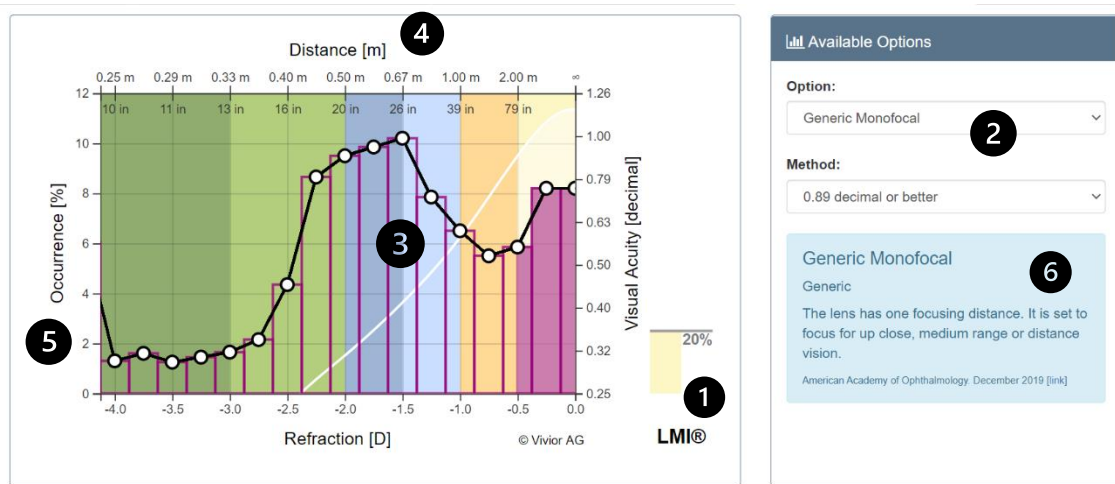 4
Distance [m]
0.25 m 0.29 m 0.33 m 0.40 m 0.50 m 0.67 m 1.00 m 2.00 m ∞
10 in 11 in 13 in 16 in 20 in 26 in 39 in 79 in
12
10
8
6
4
2
0
Occurrence [%]
5
3
1.26
1.00
0.79
0.63
0.50
0.40
0.32
0.25
Visual Acuity [decimal]
-4.0 -3.5 -3.0 -2.5 -2.0 -1.5 -1.0 -0.5 0.0
Refraction [D]
© Vivior AG
20%
1
LMI®
Available Options
Option:
Generic Monofocal
2
Method:
0.89 decimal or better
Generic Monofocal
6
Generic
The lens has one focusing distance. It is set to
focus for up close, medium range or distance
vision.
American Academy of Ophthalmology. December 2019 [link]